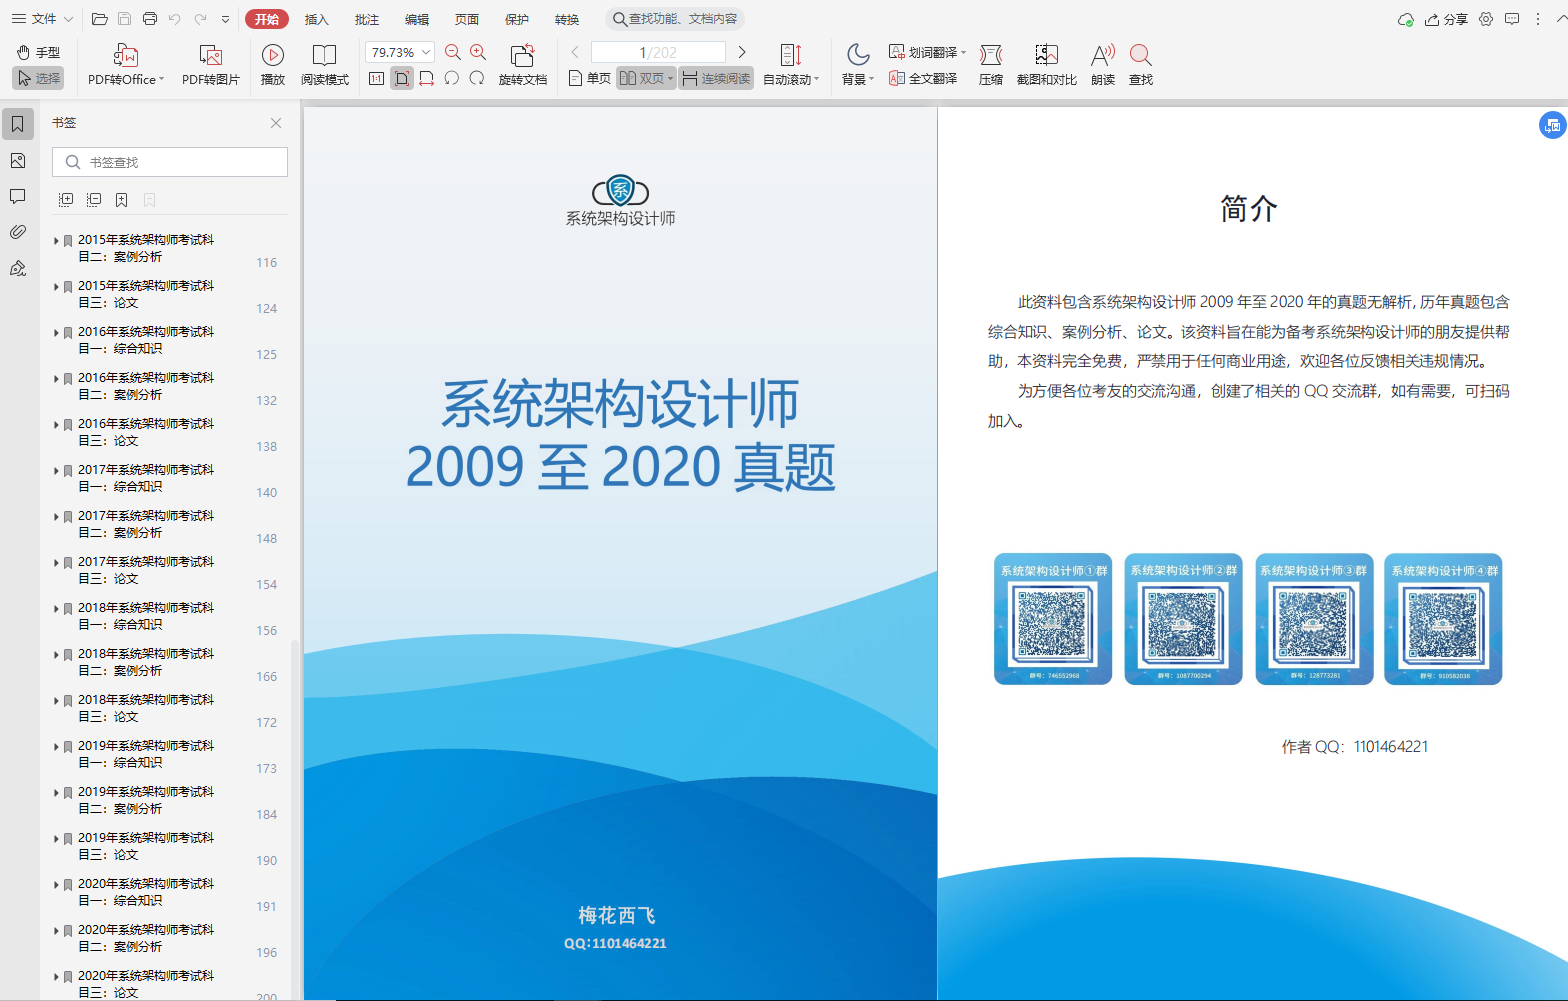 文件
开始
插入
批注
编辑
页面
保护
转换
查找功能、文档内容
分享
手型
选择
PDF转Office
PDF转图片
播放
阅读模式
79.73%
1:1
旋转文档
1/202
单页
双页
连续阅读
自动滚动
背景
划词翻译
全文翻译
压缩
截图和对比
朗读
查找
书签
书签查找
2015年系统架构师考试科
目二：案例分析
116
2015年系统架构师考试科
目三：论文
124
2016年系统架构师考试科
目一：综合知识
125
2016年系统架构师考试科
目二：案例分析
132
2016年系统架构师考试科
目三：论文
138
2017年系统架构师考试科
目一：综合知识
140
2017年系统架构师考试科
目二：案例分析
148
2017年系统架构师考试科
目三：论文
154
2018年系统架构师考试科
目一：综合知识
156
2018年系统架构师考试科
目二：案例分析
166
2018年系统架构师考试科
目三：论文
172
2019年系统架构师考试科
目一：综合知识
173
2019年系统架构师考试科
目二：案例分析
184
2019年系统架构师考试科
目三：论文
190
2020年系统架构师考试科
目一：综合知识
191
2020年系统架构师考试科
目二：案例分析
196
2020年系统架构师考试科
目三：论文
200
系
系统架构设计师
系统架构设计师
2009 至 2020 真题
梅花西飞
QQ：1101464221
简介
此资料包含系统架构设计师 2009 年至 2020 年的真题无解析，历年真题包含
综合知识、案例分析、论文。该资料旨在能为备考系统架构设计师的朋友提供帮
助，本资料完全免费，严禁用于任何商业用途，欢迎各位反馈相关违规情况。
为方便各位考友的交流沟通，创建了相关的 QQ 交流群，如有需要，可扫码
加入。
系统架构设计师①群
群号：746552968
系统架构设计师②群
群号：1087700294
系统架构设计师③群
群号：128773281
系统架构设计师④群
群号：910582038
作者 QQ：1101464221